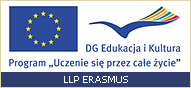 DG Edukacja i Kultura
Program „Uczenie się przez całe życie”
LLP ERASMUS